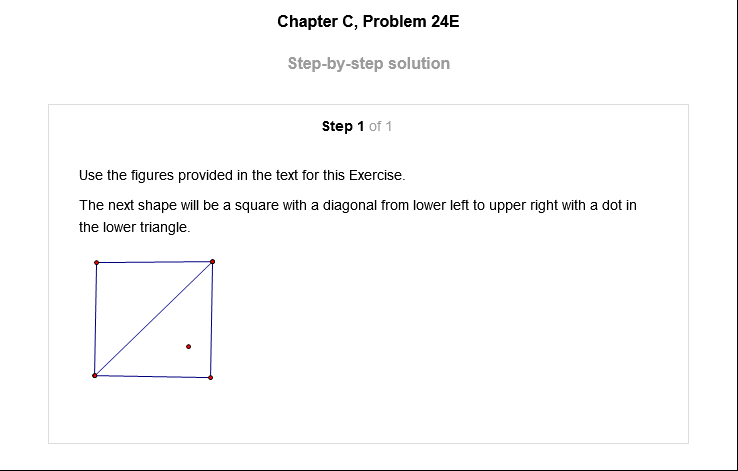 Chapter C, Problem 24E
Step-by-step solution
Step 1 of 1
Use the figures provided in the text for this Exercise.
The next shape will be a square with a diagonal from lower left to upper right with a dot in
the lower triangle.